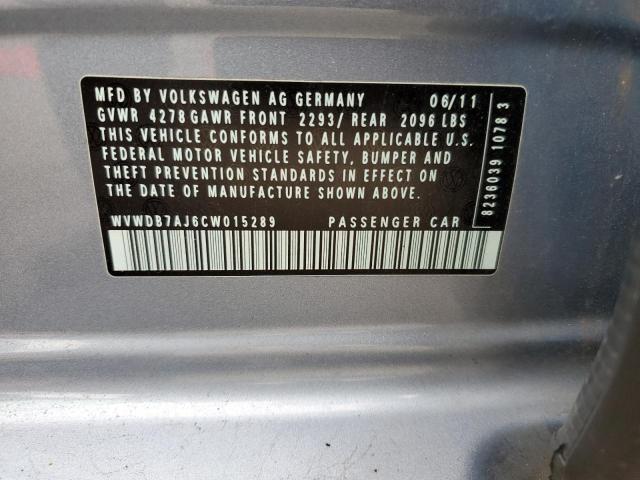 MFD BY VOLKSWAGEN AG GERMANY 06/11
GVWR 4278 GAWR FRONT 2293/ REAR 2096 LBS
THIS VEHICLE CONFORMS TO ALL APPLICABLE U.S.
FEDERAL MOTOR VEHICLE SAFETY, BUMPER AND
THEFT PREVENTION STANDARDS IN EFFECT ON
THE DATE OF MANUFACTURE SHOWN ABOVE.
WVWDB7AJ6CW015289 PASSENGER CAR
8236039 1078 3